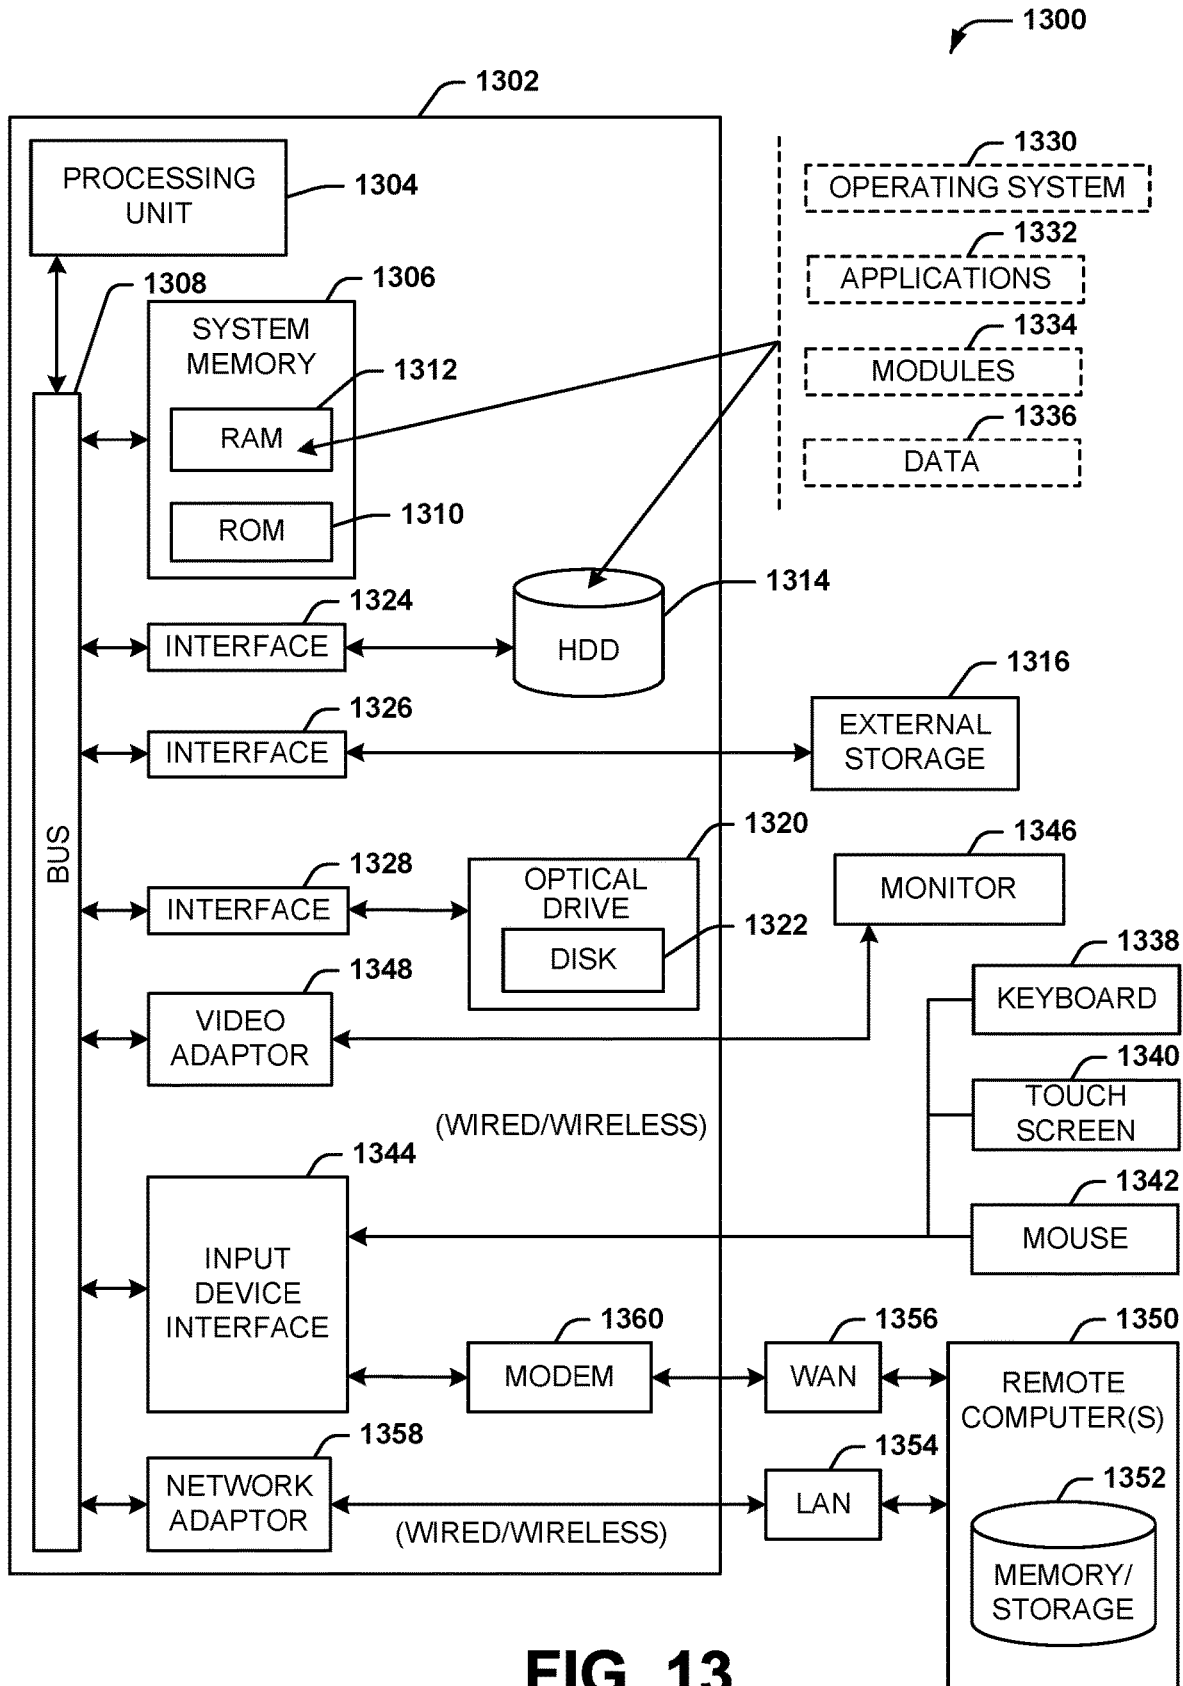 1300
1302
PROCESSING
UNIT
1304
1308
1306
SYSTEM
MEMORY
1312
RAM
ROM
1310
1330
OPERATING SYSTEM
1332
APPLICATIONS
1334
MODULES
1336
DATA
1324
INTERFACE
HDD
1314
1326
INTERFACE
1316
EXTERNAL
STORAGE
BUS
1328
INTERFACE
1320
OPTICAL
DRIVE
1322
DISK
1346
MONITOR
1348
VIDEO
ADAPTOR
1338
KEYBOARD
1340
TOUCH
SCREEN
(WIRED/WIRELESS)
1342
MOUSE
1344
INPUT
DEVICE
INTERFACE
1360
MODEM
1356
WAN
1350
REMOTE
COMPUTER(S)
1358
NETWORK
ADAPTOR
(WIRED/WIRELESS)
1354
LAN
1352
MEMORY/
STORAGE
FIG. 13